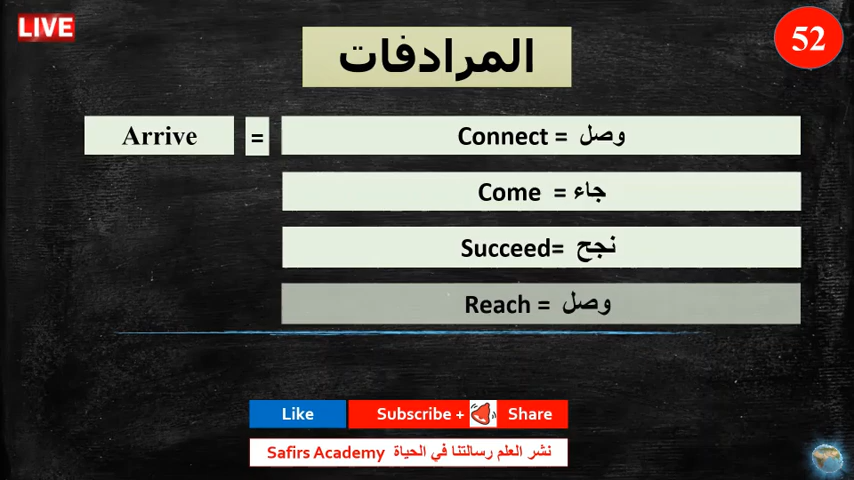 LIVE
المرادفات
52
Arrive = Connect = وصل
Come = جاء
Succeed= نجح
Reach = وصل
Like Subscribe + Share
Safirs Academy نشر العلم رسالتنا في الحياة